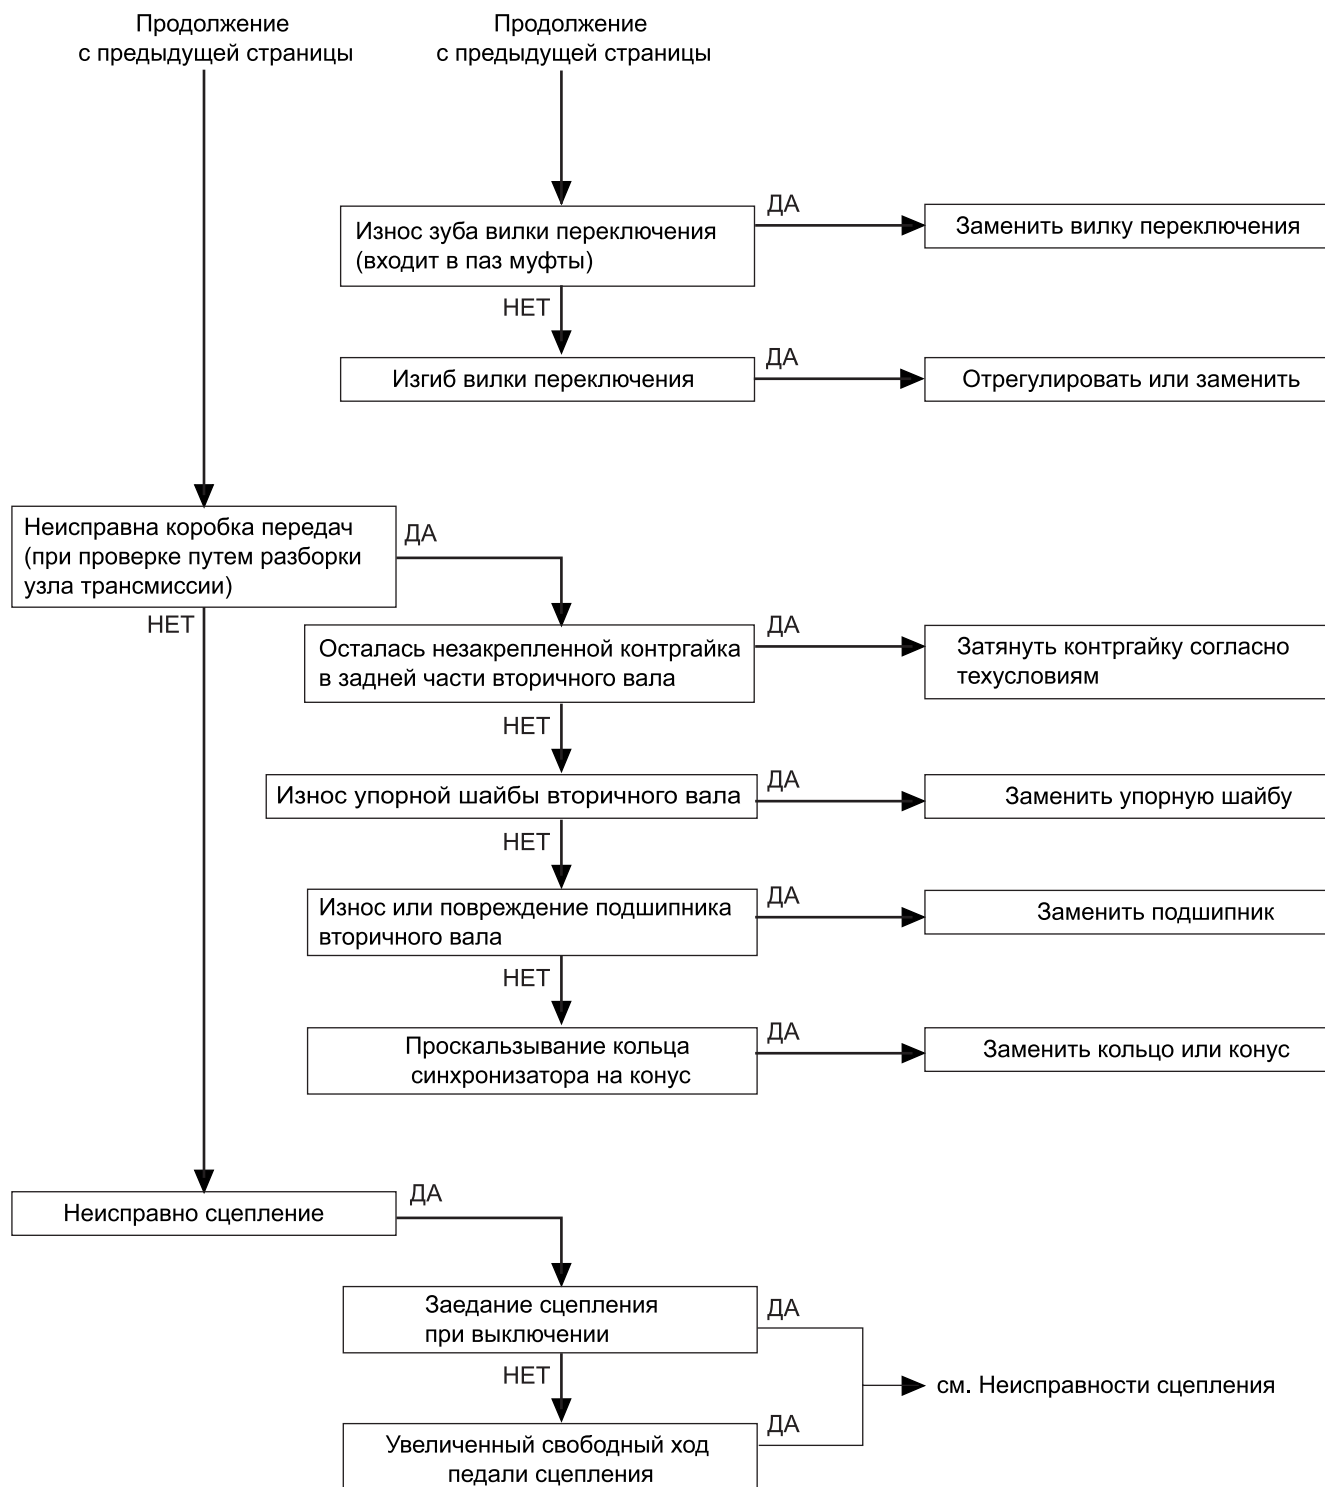 Продолжение
с предыдущей страницы
Продолжение
с предыдущей страницы
Износ зуба вилки переключения
(входит в паз муфты)
ДА
Заменить вилку переключения
НЕТ
Изгиб вилки переключения
ДА
Отрегулировать или заменить
Неисправна коробка передач
(при проверке путем разборки
узла трансмиссии)
ДА
НЕТ
Осталась незакрепленной контргайка
в задней части вторичного вала
ДА
Затянуть контргайку согласно
техусловиям
НЕТ
Износ упорной шайбы вторичного вала
ДА
Заменить упорную шайбу
НЕТ
Износ или повреждение подшипника
вторичного вала
ДА
Заменить подшипник
НЕТ
Проскальзывание кольца
синхронизатора на конус
ДА
Заменить кольцо или конус
Неисправно сцепление
ДА
Заедание сцепления
при выключении
ДА
НЕТ
см. Неисправности сцепления
Увеличенный свободный ход
педали сцепления
ДА